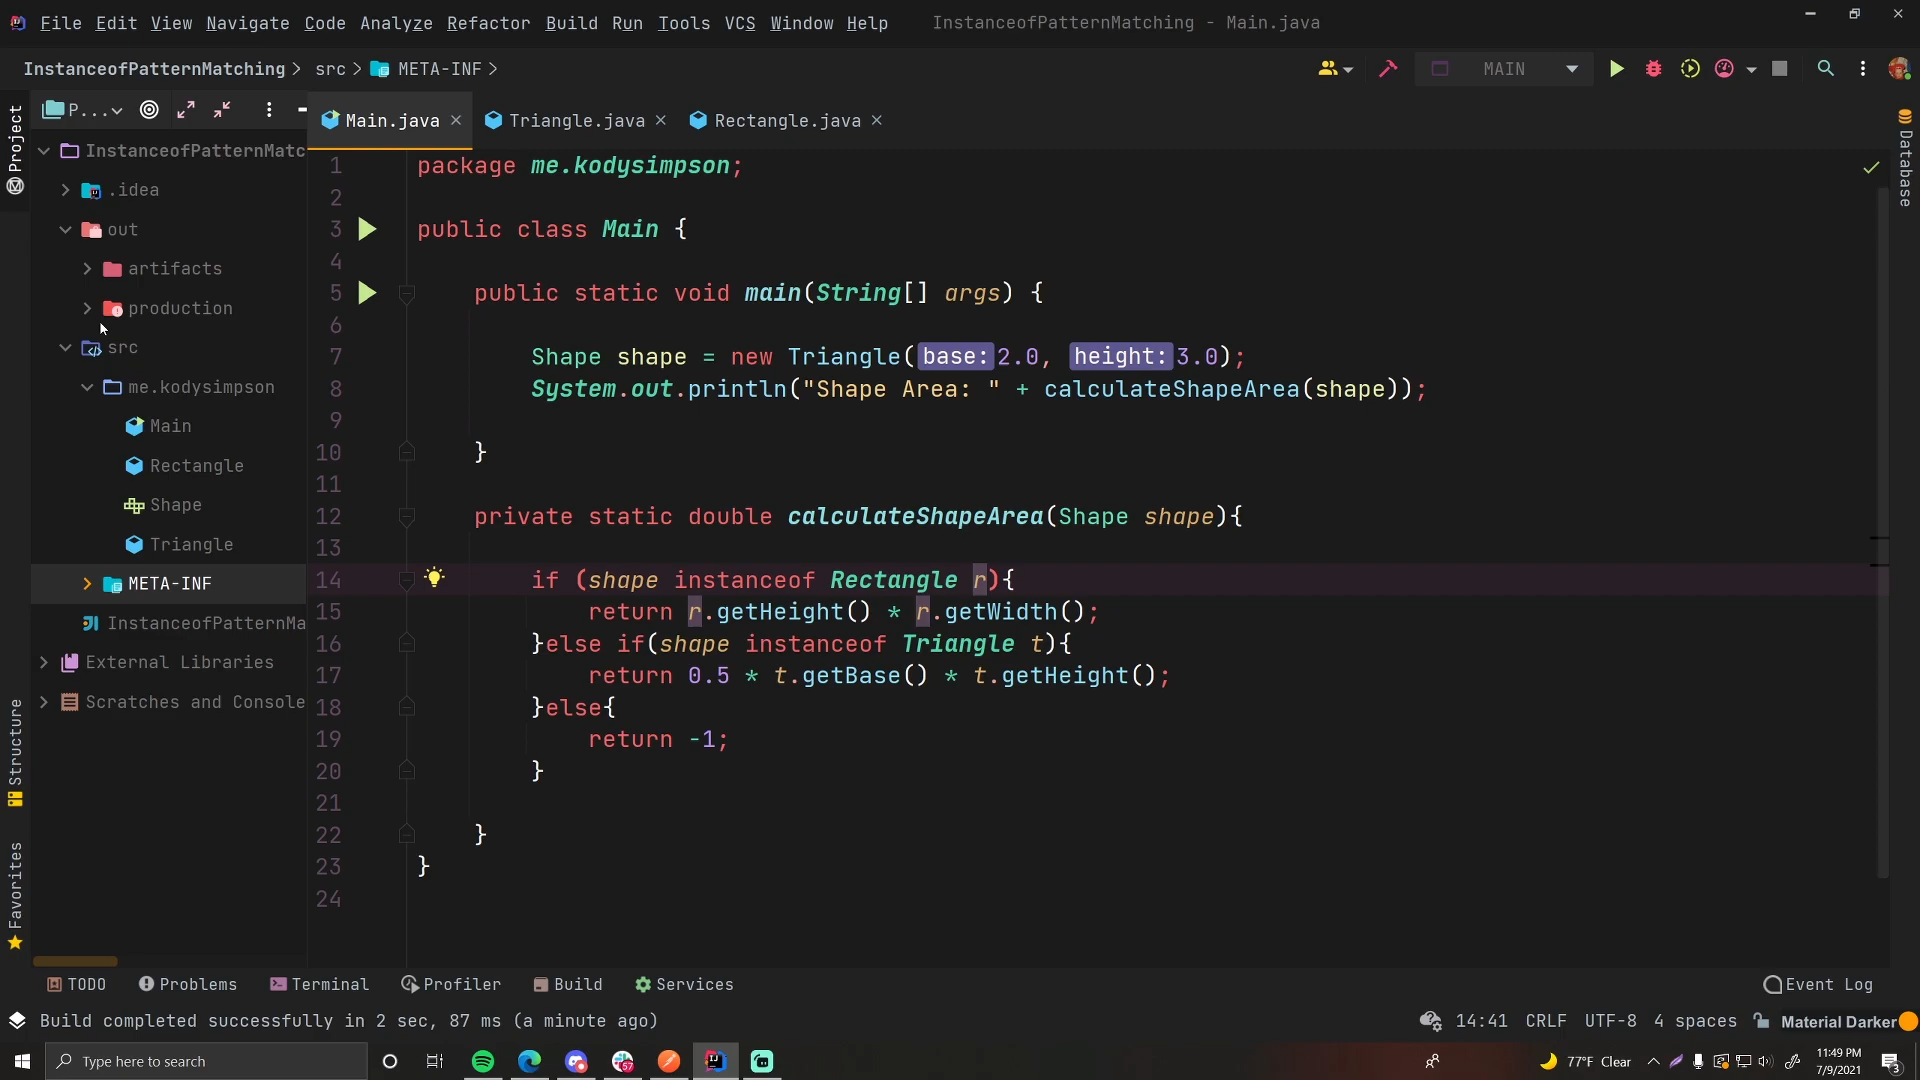 File Edit View Navigate Code Analyze Refactor Build Run Tools VCS Window Help InstanceofPatternMatching - Main.java
InstanceofPatternMatching > src > META-INF >
MAIN
P...
Main.java × Triangle.java × Rectangle.java ×
Project
Structure
Favorites
Database
InstanceofPatternMatc
.idea
out
artifacts
production
src
me.kodysimpson
Main
Rectangle
Shape
Triangle
META-INF
InstanceofPatternMa
External Libraries
Scratches and Console
1 package me.kodysimpson;
2
3 public class Main {
4
5 public static void main(String[] args) {
6
7 Shape shape = new Triangle(base: 2.0, height: 3.0);
8 System.out.println("Shape Area: " + calculateShapeArea(shape));
9
10 }
11
12 private static double calculateShapeArea(Shape shape){
13
14 if (shape instanceof Rectangle r){
15 return r.getHeight() * r.getWidth();
16 }else if(shape instanceof Triangle t){
17 return 0.5 * t.getBase() * t.getHeight();
18 }else{
19 return -1;
20 }
21
22 }
23 }
24
TODO Problems Terminal Profiler Build Services Event Log
Build completed successfully in 2 sec, 87 ms (a minute ago) 14:41 CRLF UTF-8 4 spaces Material Darker
Type here to search
57
77°F Clear
11:49 PM
7/9/2021
3